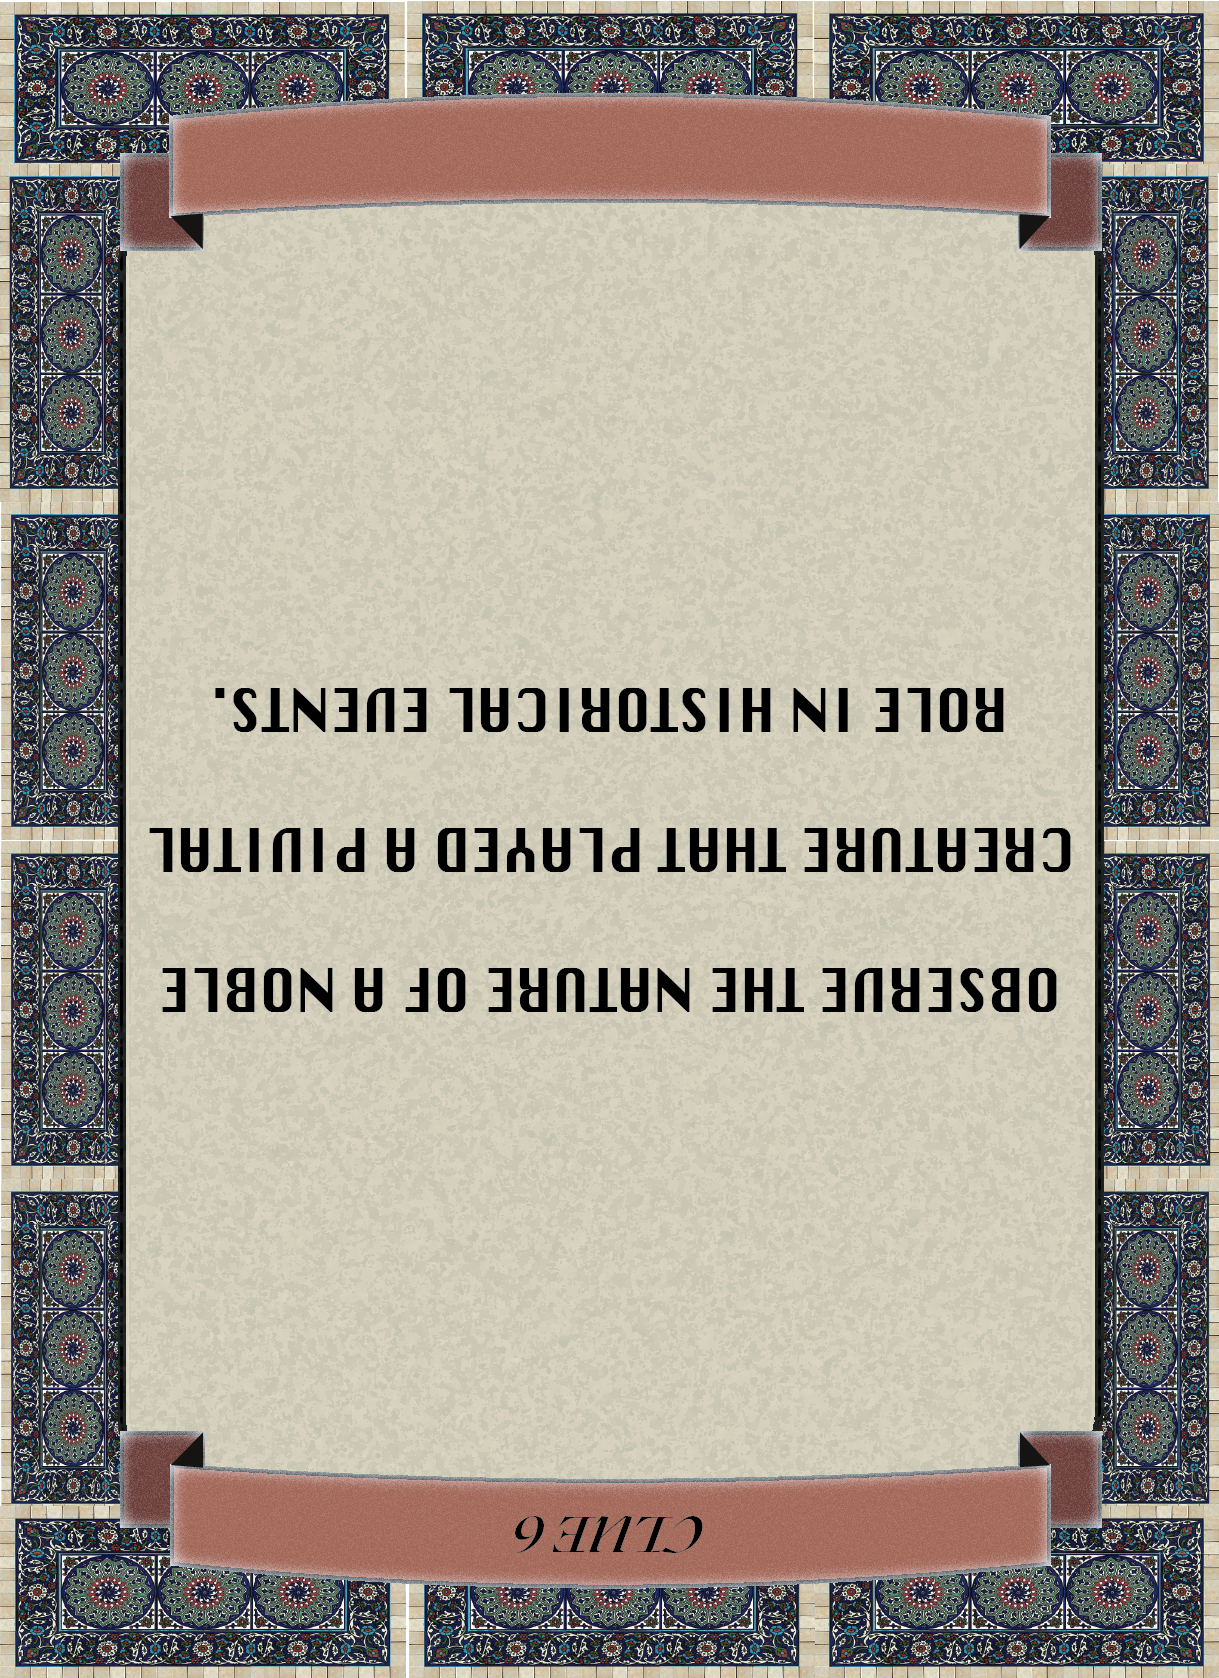 CLUE 6
OBSERVE THE NATURE OF A NOBLE
CREATURE THAT PLAYED A PIVITAL
ROLE IN HISTORICAL EVENTS.